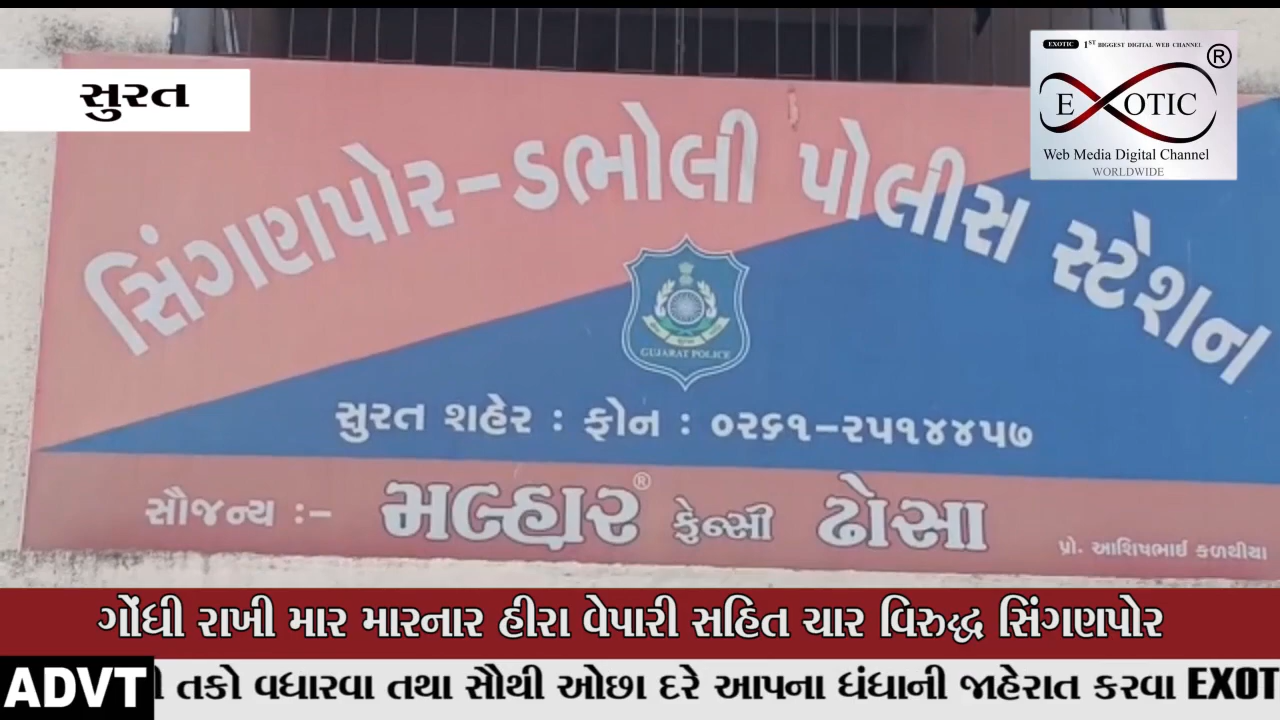 EXOTIC 1ST BIGGEST DIGITAL WEB CHANNEL
સુરત
EXOTIC ®
Web Media Digital Channel
WORLDWIDE
સિંગણપોર-ડભોલી પોલીસ સ્ટેશન
GUJARAT POLICE
સુરત શહેર : ફોન : ૦૨૬૧-૨૫૧૪૪૫૭
સૌજન્ય :- મલ્હાર® ફેન્સી ઢોસા
પ્રો. આશિષભાઈ કળથીયા
ગોંધી રાખી માર મારનાર હીરા વેપારી સહિત ચાર વિરુદ્ધ સિંગણપોર
ADVT તકો વધારવા તથા સૌથી ઓછા દરે આપના ધંધાની જાહેરાત કરવા EXOT